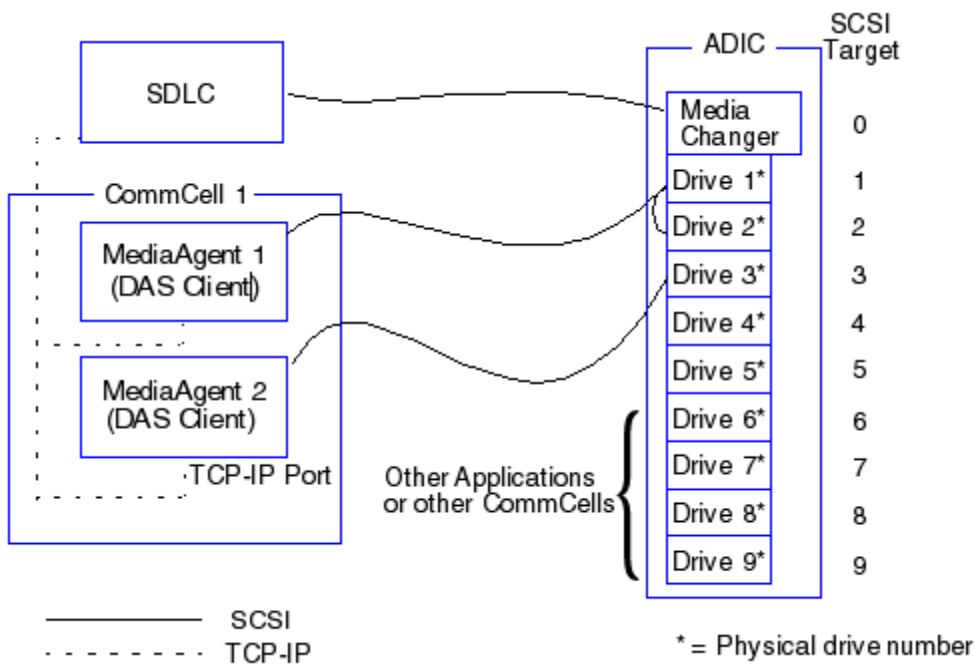 SCSI
Target
ADIC
SDLC
Media
Changer
0
CommCell 1
Drive 1*
1
MediaAgent 1
(DAS Client)
Drive 2*
2
Drive 3*
3
Drive 4*
4
MediaAgent 2
(DAS Client)
Drive 5*
5
Drive 6*
6
TCP-IP Port
Other Applications
or other CommCells
Drive 7*
7
Drive 8*
8
Drive 9*
9
SCSI
TCP-IP
* = Physical drive number